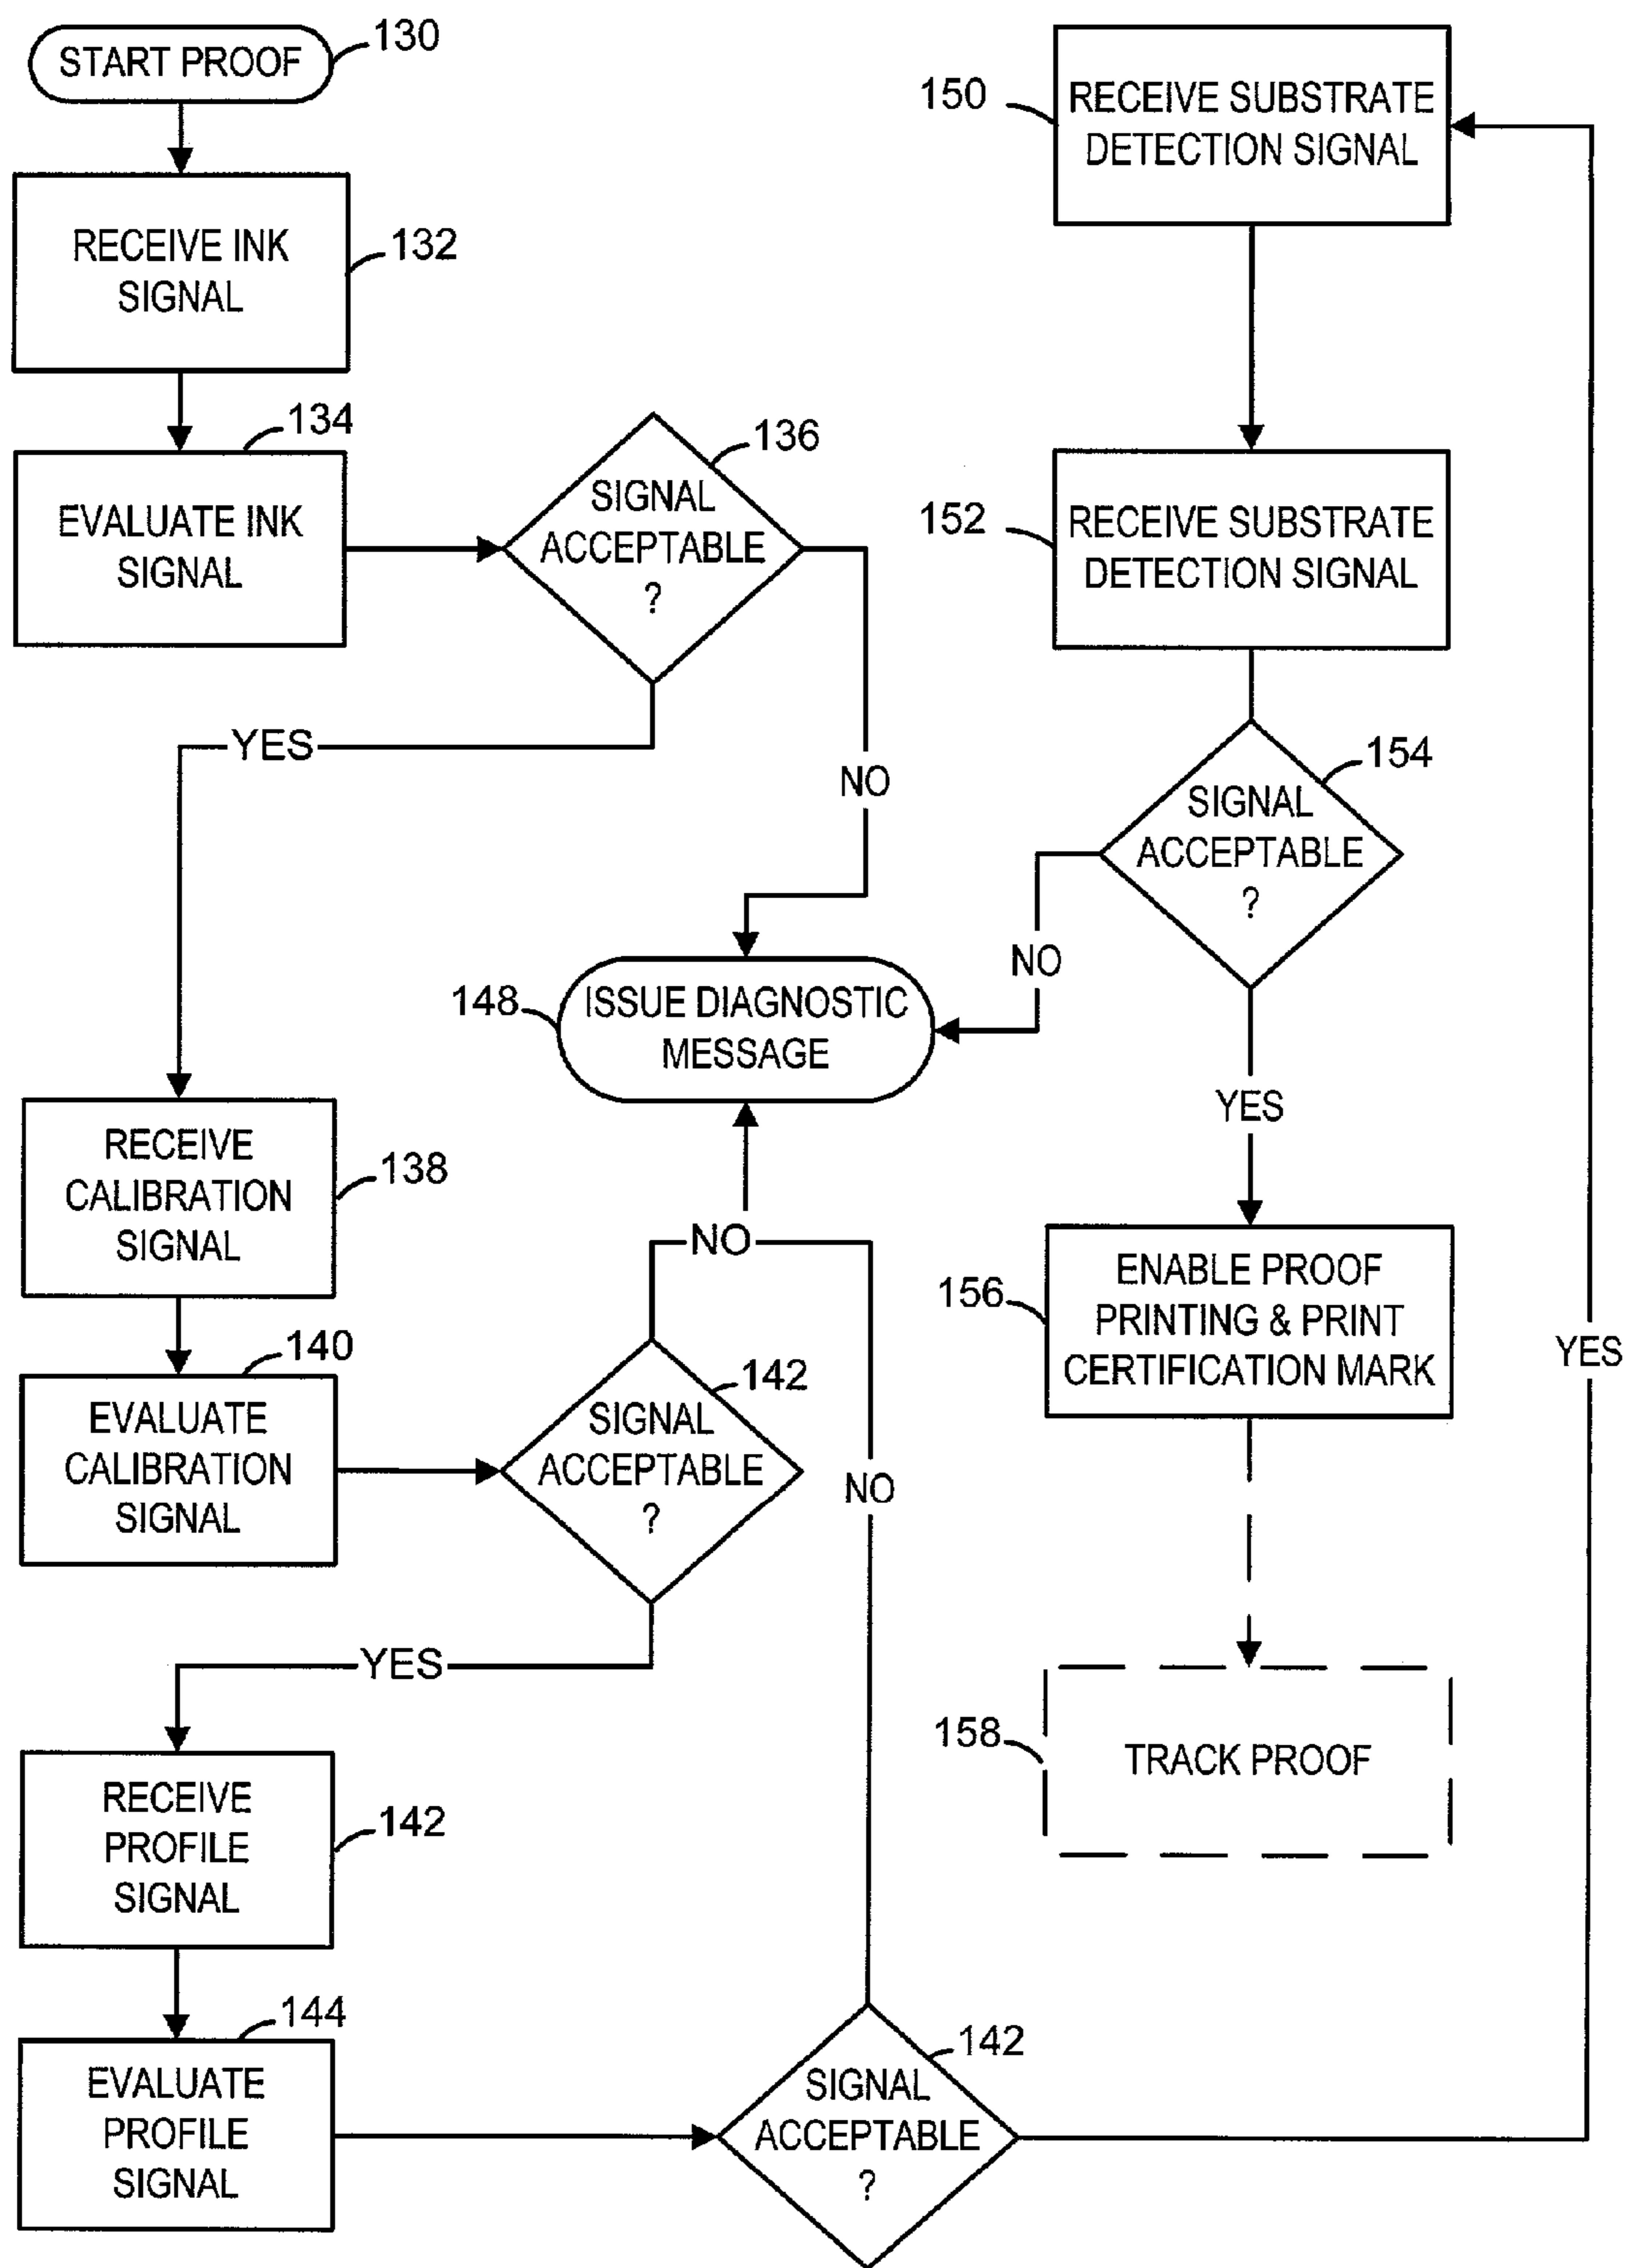 START PROOF
130
RECEIVE INK
SIGNAL
132
134
EVALUATE INK
SIGNAL
136
SIGNAL
ACCEPTABLE
?
YES
NO
148
ISSUE DIAGNOSTIC
MESSAGE
RECEIVE
CALIBRATION
SIGNAL
138
140
EVALUATE
CALIBRATION
SIGNAL
NO
142
SIGNAL
ACCEPTABLE
?
NO
YES
RECEIVE
PROFILE
SIGNAL
142
144
EVALUATE
PROFILE
SIGNAL
142
SIGNAL
ACCEPTABLE
?
YES
150
RECEIVE SUBSTRATE
DETECTION SIGNAL
152
RECEIVE SUBSTRATE
DETECTION SIGNAL
154
SIGNAL
ACCEPTABLE
?
NO
YES
156
ENABLE PROOF
PRINTING & PRINT
CERTIFICATION MARK
158
TRACK PROOF